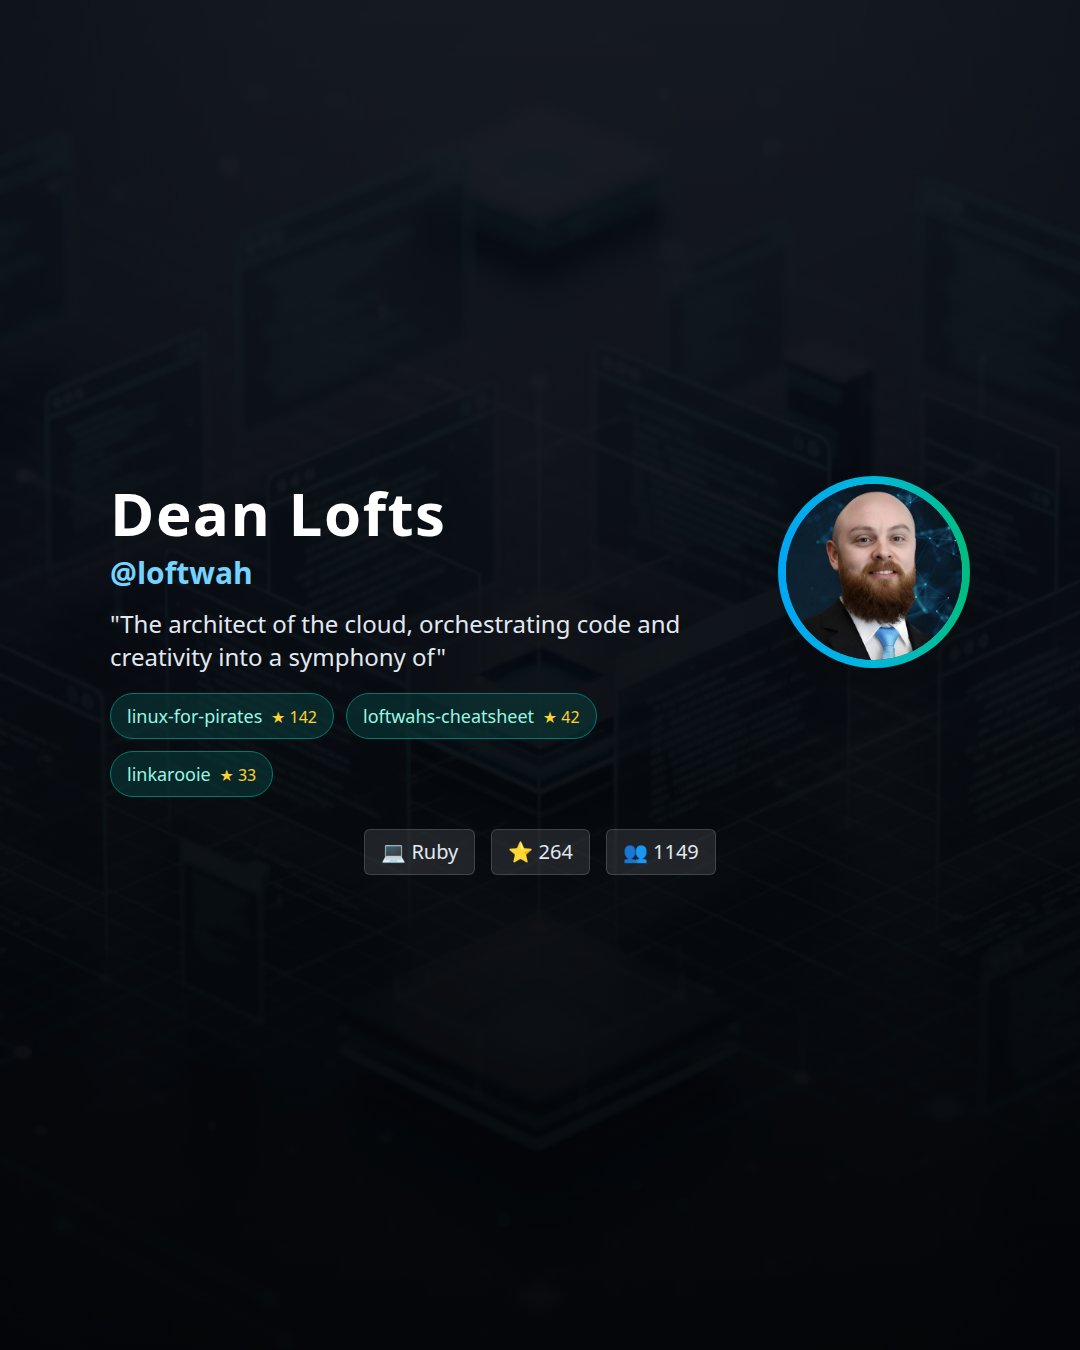 Dean Lofts
@loftwah
"The architect of the cloud, orchestrating code and
creativity into a symphony of"
linux-for-pirates ★ 142
loftwahs-cheatsheet ★ 42
linkarooie ★ 33
💻 Ruby
⭐ 264
👥 1149